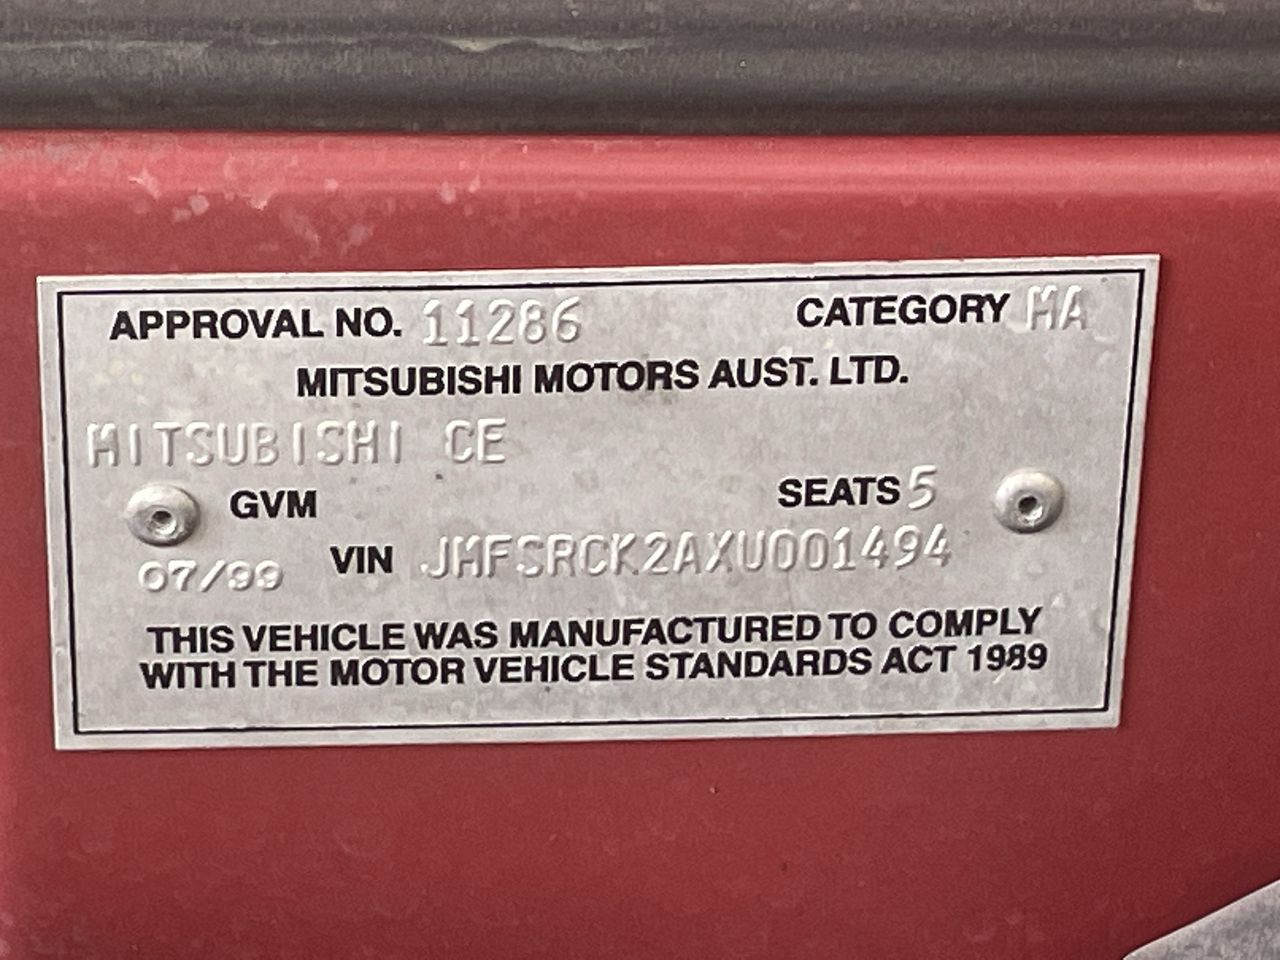 APPROVAL NO. 11286 CATEGORY MA
MITSUBISHI MOTORS AUST. LTD.
MITSUBISHI CE
GVM SEATS 5
07/99 VIN JMFSRCK2AXU001494
THIS VEHICLE WAS MANUFACTURED TO COMPLY
WITH THE MOTOR VEHICLE STANDARDS ACT 1989